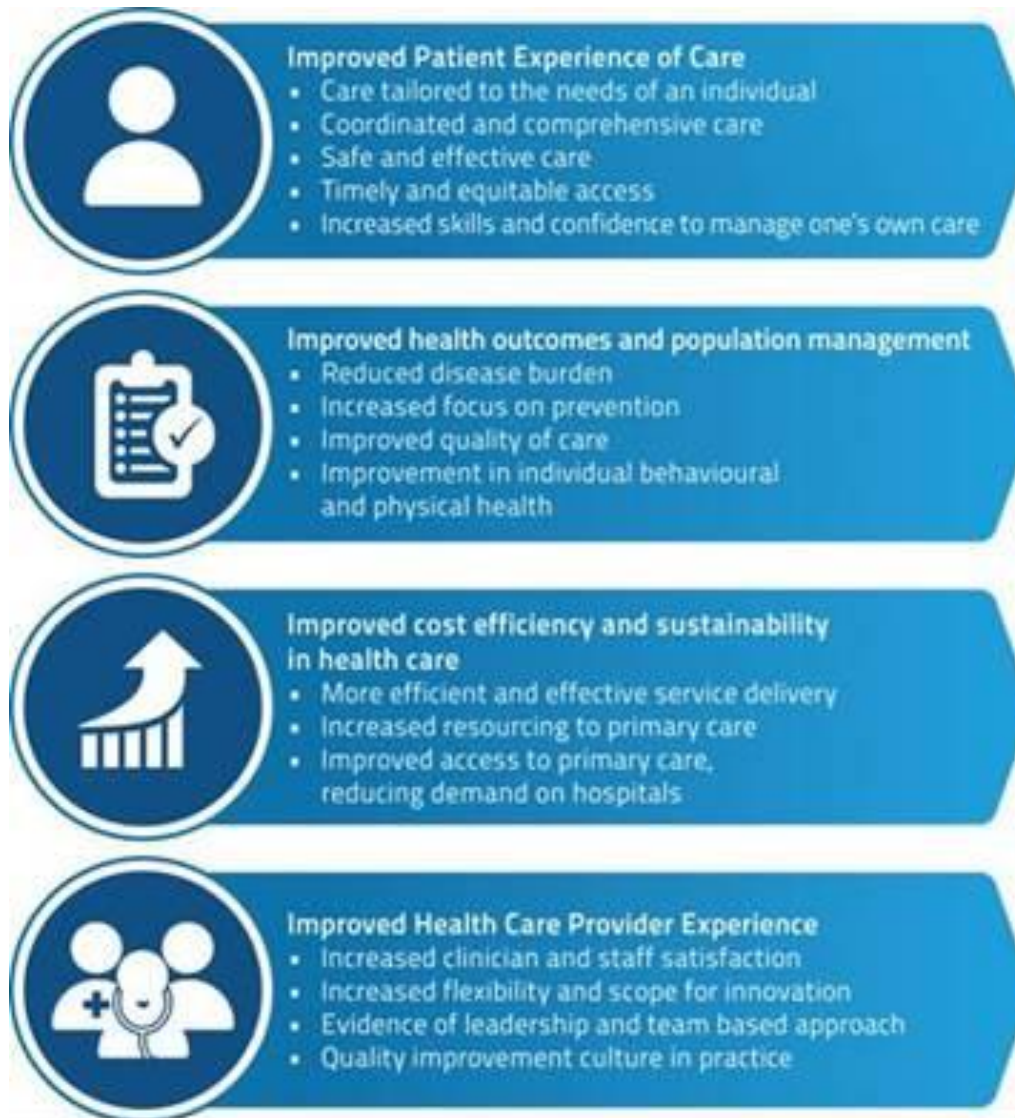 Improved Patient Experience of Care
• Care tailored to the needs of an individual
• Coordinated and comprehensive care
• Safe and effective care
• Timely and equitable access
• Increased skills and confidence to manage one's own care
Improved health outcomes and population management
• Reduced disease burden
• Increased focus on prevention
• Improved quality of care
• Improvement in individual behavioural
and physical health
Improved cost efficiency and sustainability
in health care
• More efficient and effective service delivery
• Increased resourcing to primary care
• Improved access to primary care,
reducing demand on hospitals
Improved Health Care Provider Experience
• Increased clinician and staff satisfaction
• Increased flexibility and scope for innovation
• Evidence of leadership and team based approach
• Quality improvement culture in practice